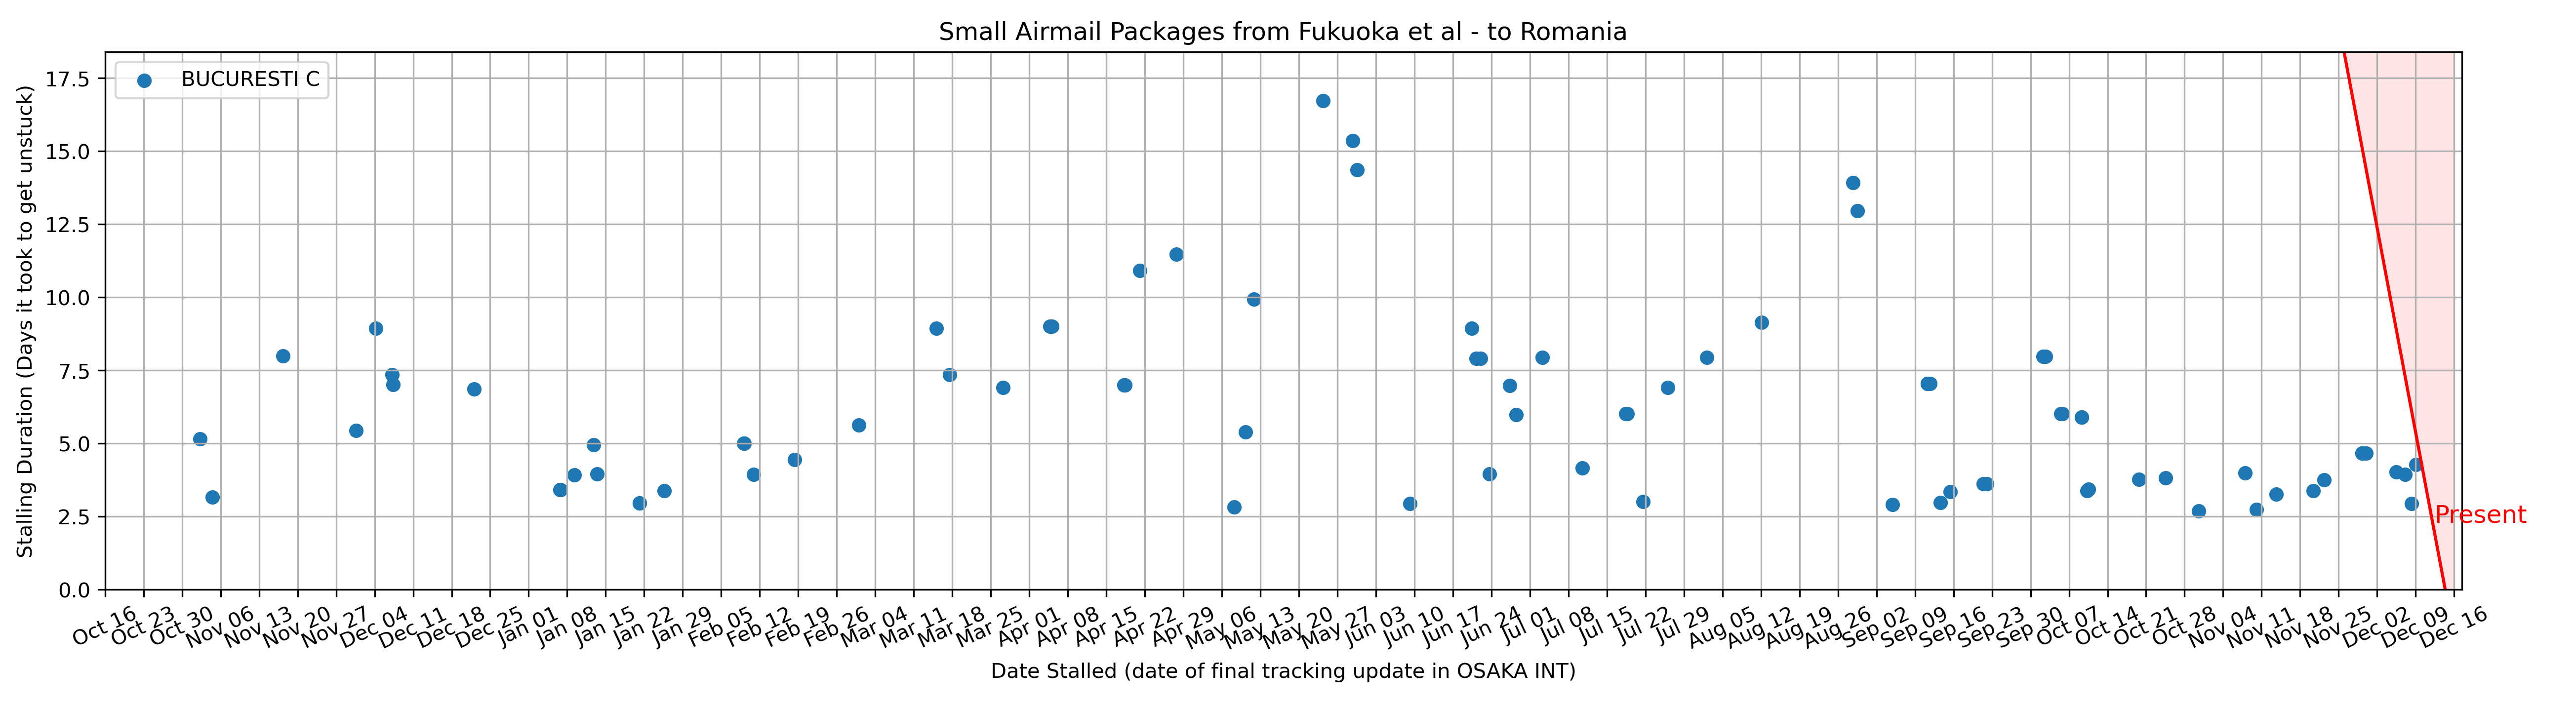 Small Airmail Packages from Fukuoka et al - to Romania
BUCURESTI C
Stalling Duration (Days it took to get unstuck)
17.5
15.0
12.5
10.0
7.5
5.0
2.5
0.0
Present
Oct 16 Oct 23 Oct 30 Nov 06 Nov 13 Nov 20 Nov 27 Dec 04 Dec 11 Dec 18 Dec 25 Jan 01 Jan 08 Jan 15 Jan 22 Jan 29 Feb 05 Feb 12 Feb 19 Feb 26 Mar 04 Mar 11 Mar 18 Mar 25 Apr 01 Apr 08 Apr 15 Apr 22 Apr 29 May 06 May 13 May 20 May 27 Jun 03 Jun 10 Jun 17 Jun 24 Jul 01 Jul 08 Jul 15 Jul 22 Jul 29 Aug 05 Aug 12 Aug 19 Aug 26 Sep 02 Sep 09 Sep 16 Sep 23 Sep 30 Oct 07 Oct 14 Oct 21 Oct 28 Nov 04 Nov 11 Nov 18 Nov 25 Dec 02 Dec 09 Dec 16
Date Stalled (date of final tracking update in OSAKA INT)